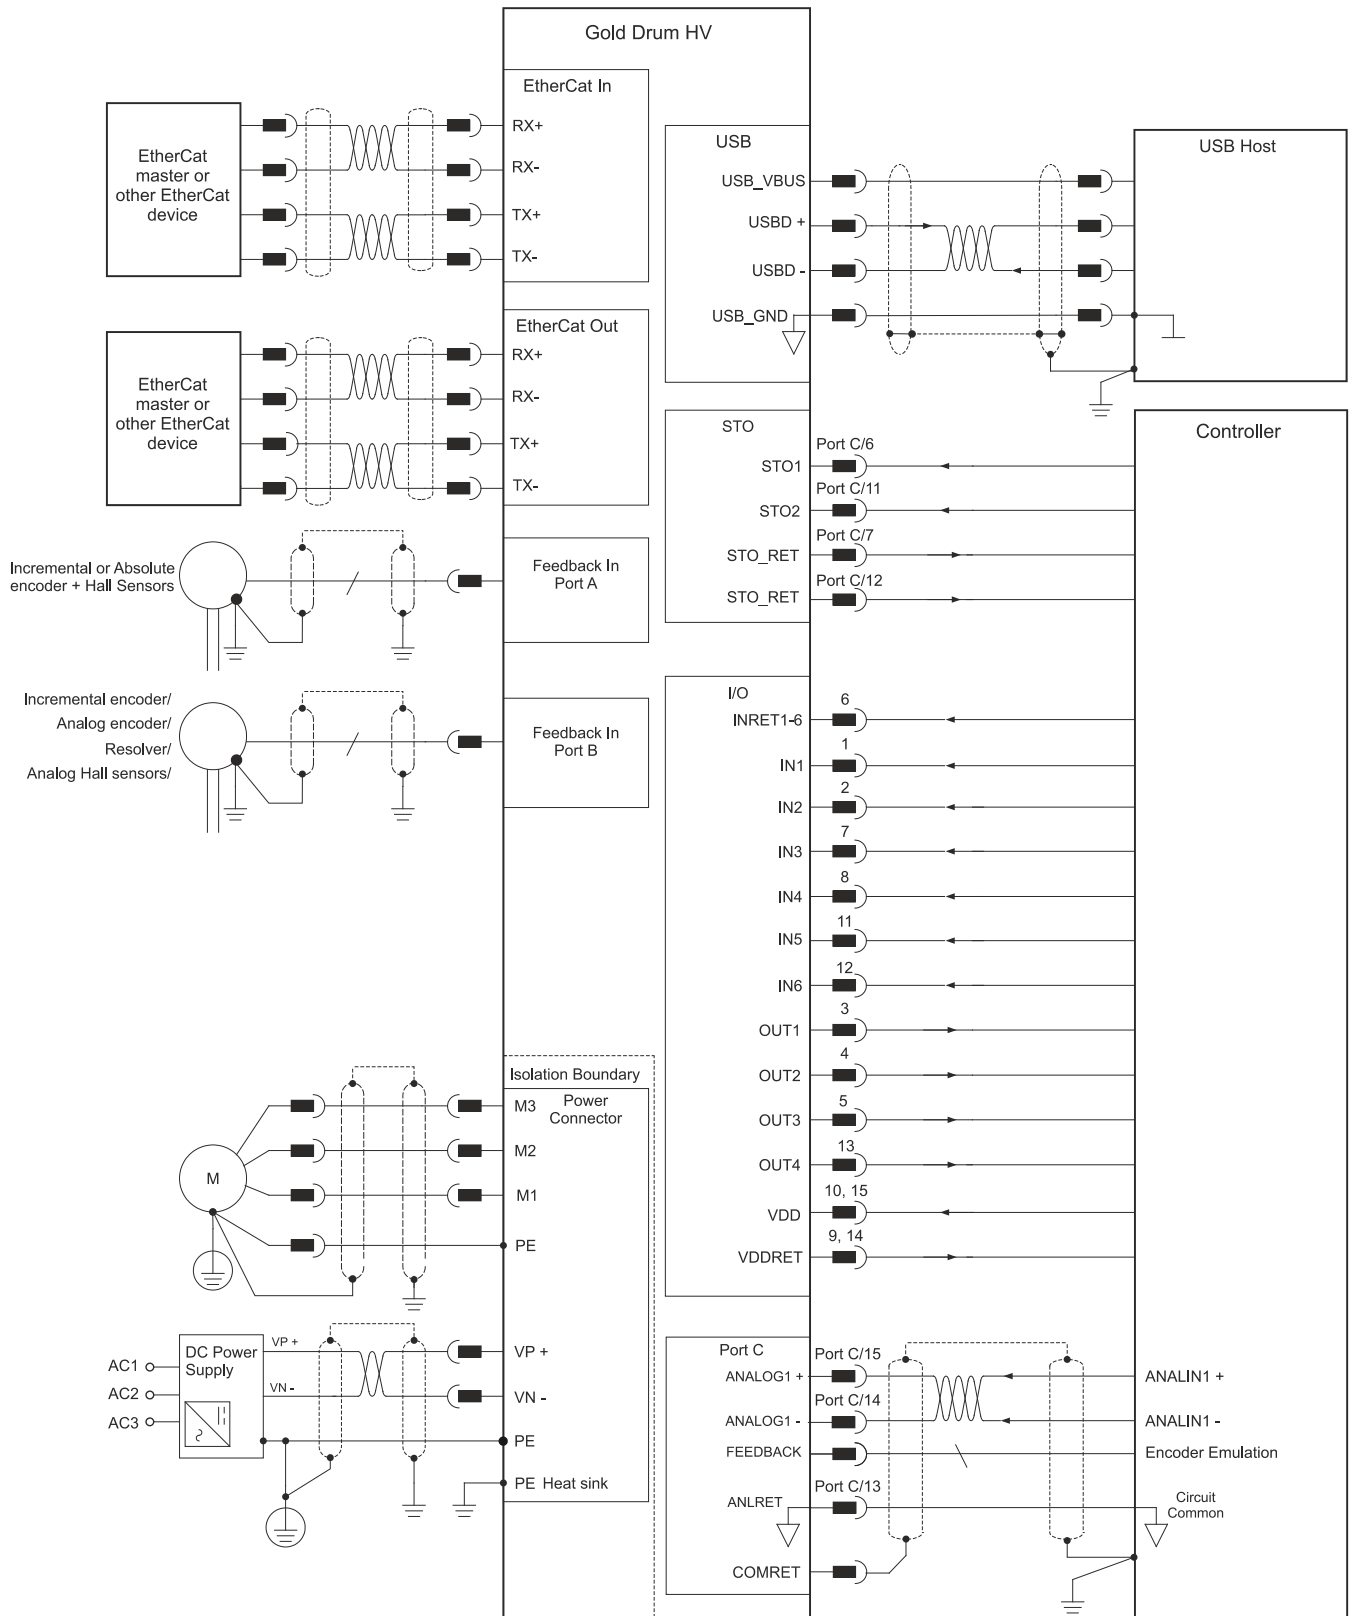 Gold Drum HV
EtherCat In
EtherCat
master or
other EtherCat
device
RX+
RX-
TX+
TX-
EtherCat Out
EtherCat
master or
other EtherCat
device
RX+
RX-
TX+
TX-
Incremental or Absolute
encoder + Hall Sensors
Feedback In
Port A
Incremental encoder/
Analog encoder/
Resolver/
Analog Hall sensors/
Feedback In
Port B
Isolation Boundary
Power
Connector
M
M3
M2
M1
PE
AC1
AC2
AC3
DC Power
Supply
VP +
VN -
VP +
VN -
PE
PE Heat sink
USB
USB_VBUS
USBD +
USBD -
USB_GND
USB Host
STO
STO1
STO2
STO_RET
STO_RET
Port C/6
Port C/11
Port C/7
Port C/12
Controller
I/O
INRET1-6 6
IN1 1
IN2 2
IN3 7
IN4 8
IN5 11
IN6 12
OUT1 3
OUT2 4
OUT3 5
OUT4 13
VDD 10, 15
VDDRET 9, 14
Port C
ANALOG1 + Port C/15 ANALIN1 +
ANALOG1 - Port C/14 ANALIN1 -
FEEDBACK Encoder Emulation
ANLRET Port C/13
Circuit
Common
COMRET